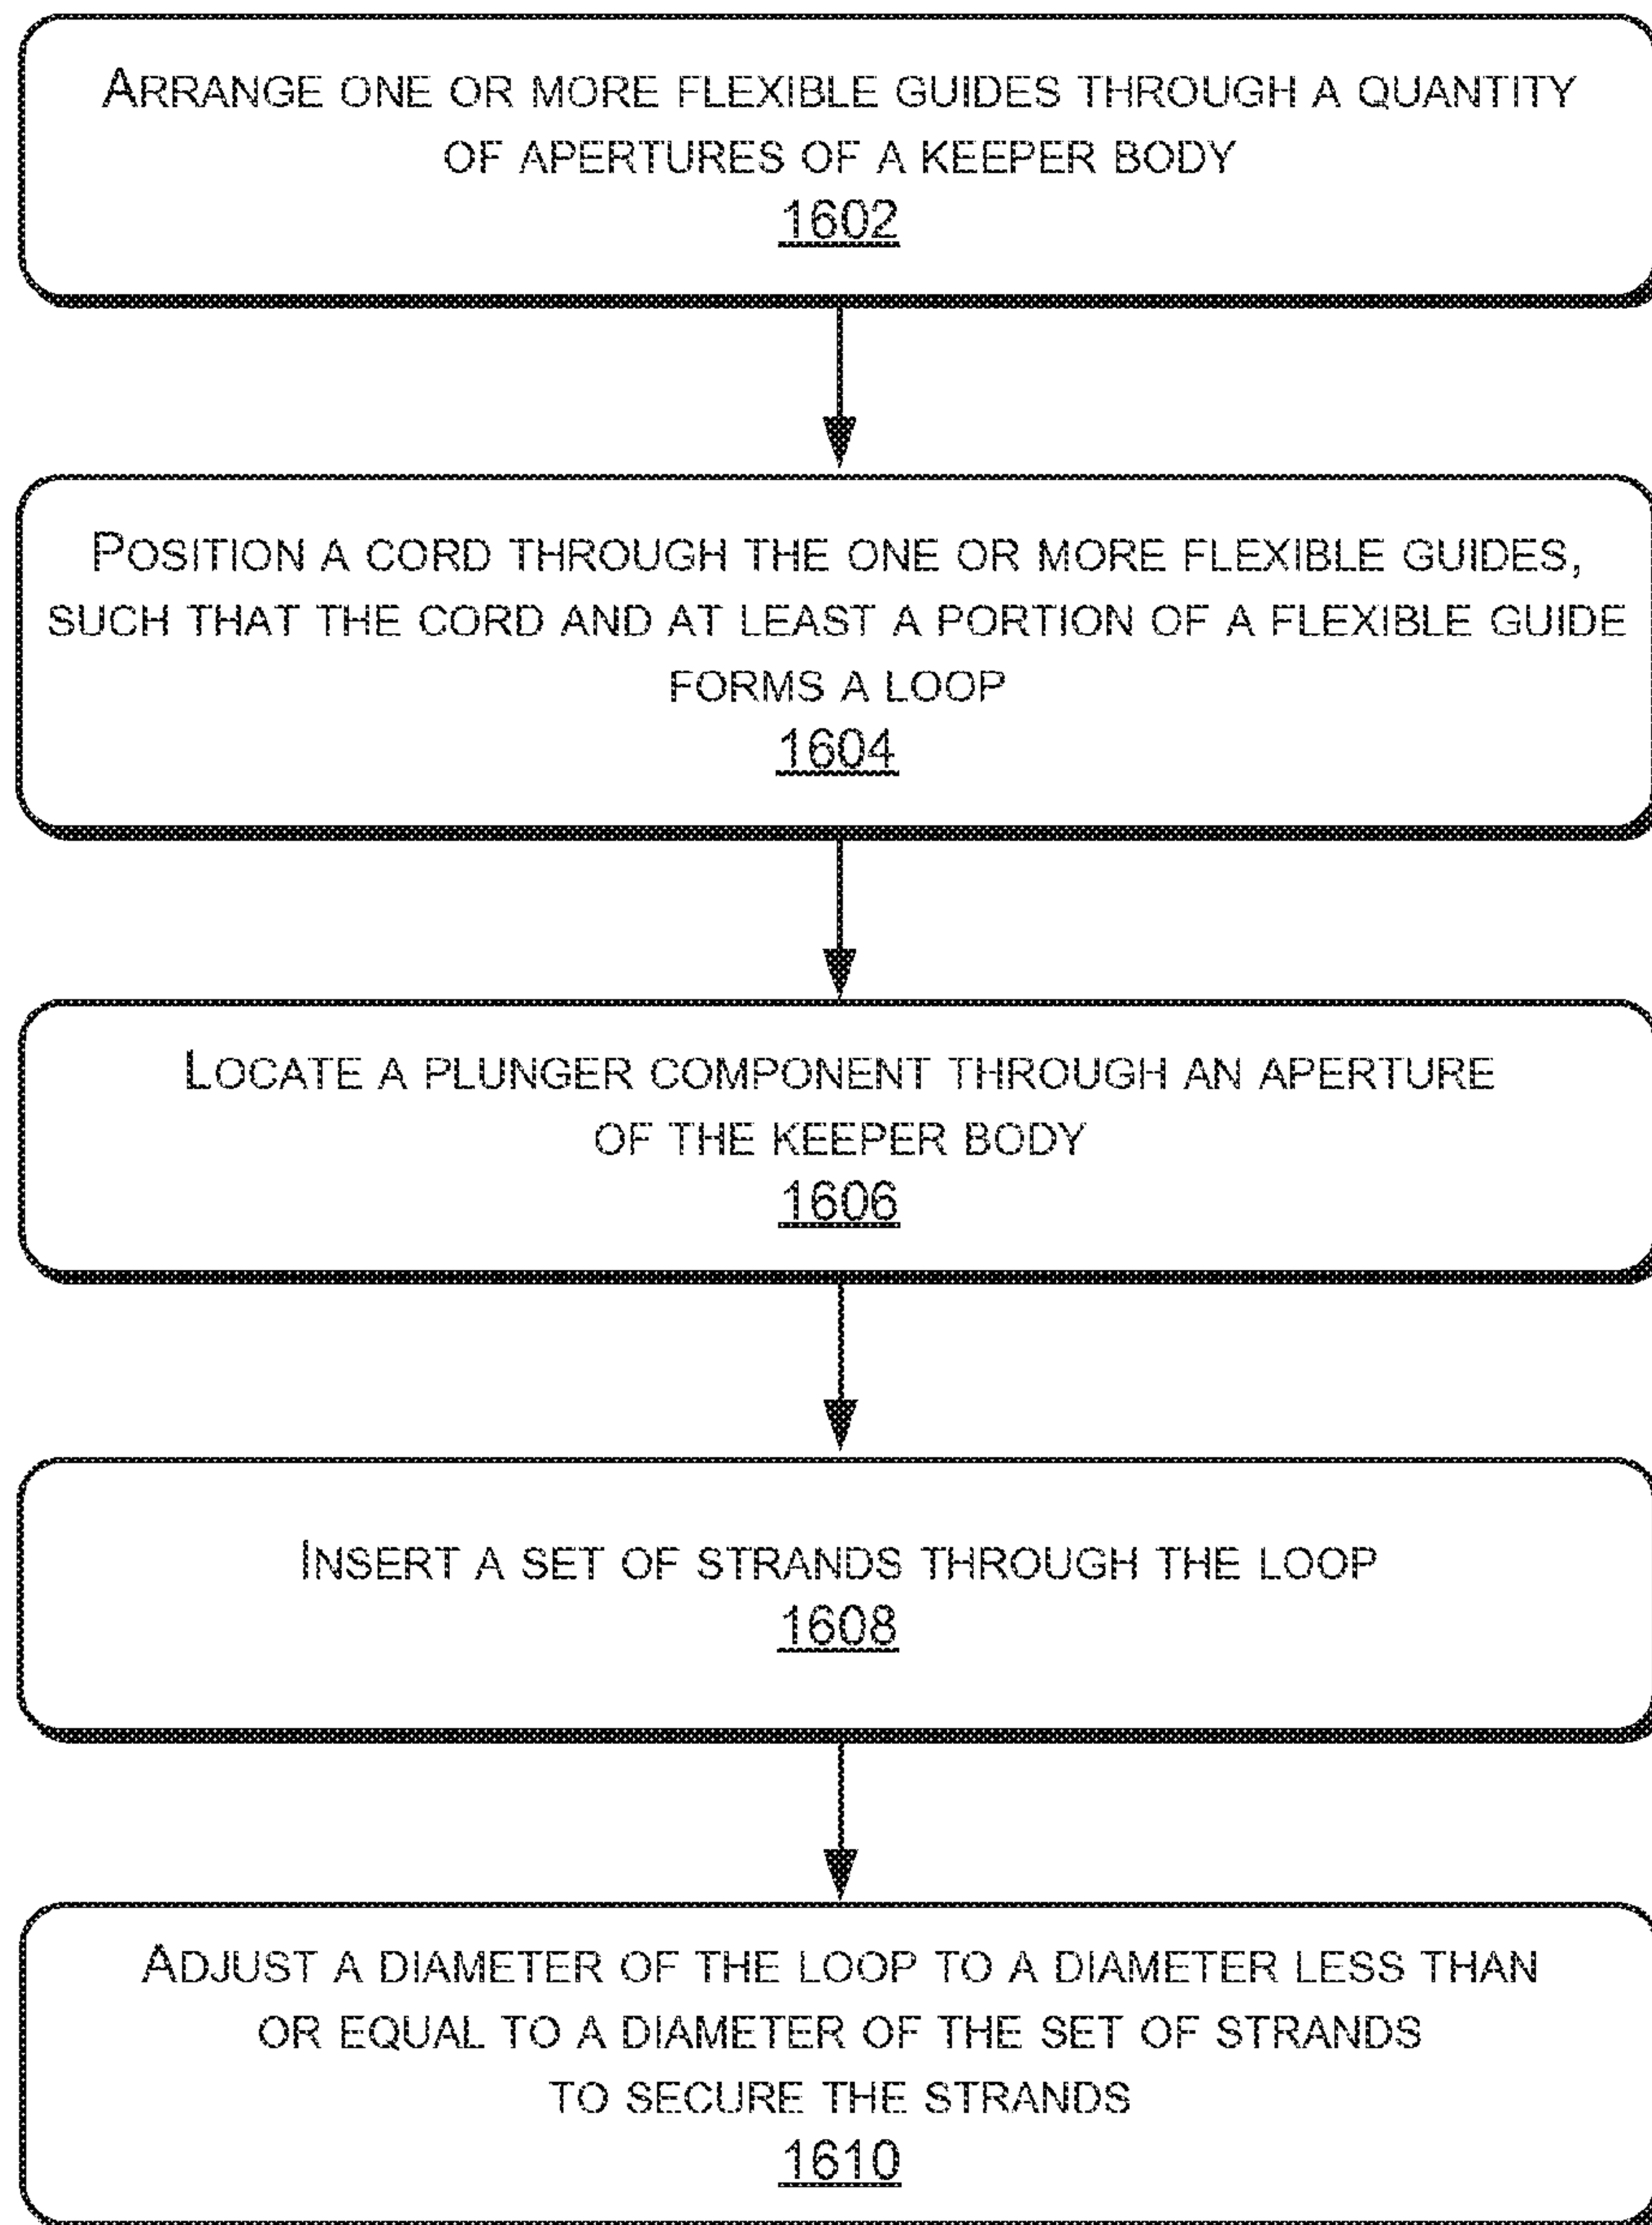 ARRANGE ONE OR MORE FLEXIBLE GUIDES THROUGH A QUANTITY
OF APERTURES OF A KEEPER BODY
1602
POSITION A CORD THROUGH THE ONE OR MORE FLEXIBLE GUIDES,
SUCH THAT THE CORD AND AT LEAST A PORTION OF A FLEXIBLE GUIDE
FORMS A LOOP
1604
LOCATE A PLUNGER COMPONENT THROUGH AN APERTURE
OF THE KEEPER BODY
1606
INSERT A SET OF STRANDS THROUGH THE LOOP
1608
ADJUST A DIAMETER OF THE LOOP TO A DIAMETER LESS THAN
OR EQUAL TO A DIAMETER OF THE SET OF STRANDS
TO SECURE THE STRANDS
1610